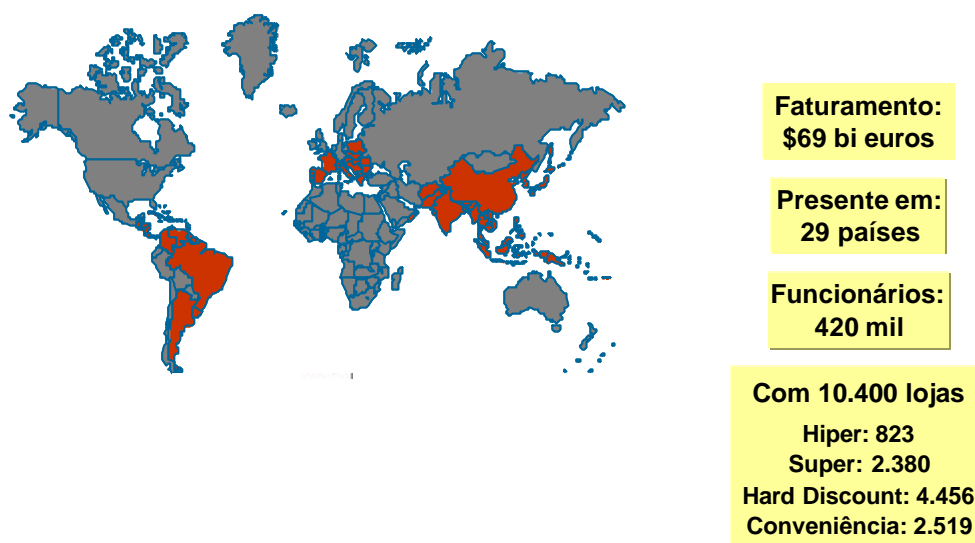 Faturamento:
$69 bi euros
Presente em:
29 países
Funcionários:
420 mil
Com 10.400 lojas
Hiper: 823
Super: 2.380
Hard Discount: 4.456
Conveniência: 2.519